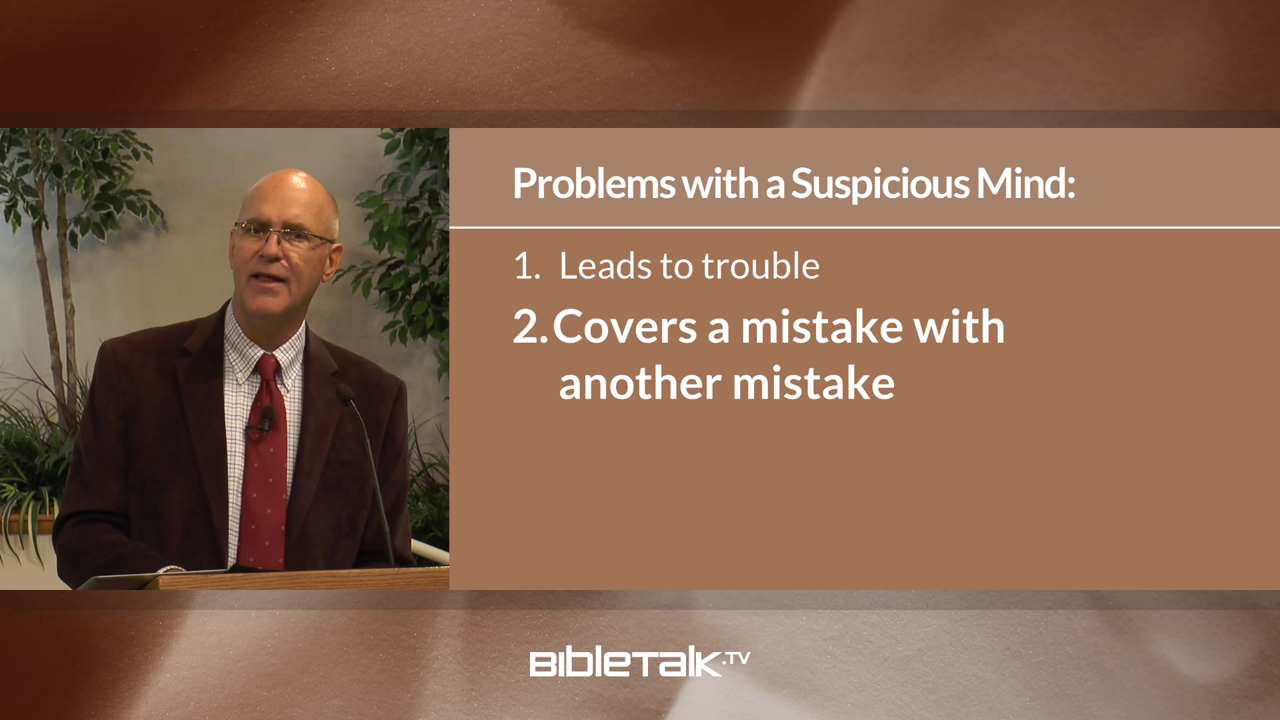 Problems with a Suspicious Mind:
1. Leads to trouble
2. Covers a mistake with
another mistake
BIBLETALK.TV